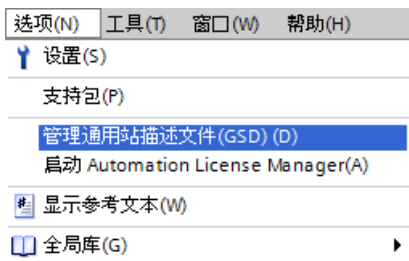 选项(N) 工具(T) 窗口(W) 帮助(H)
设置(S)
支持包(P)
管理通用站描述文件(GSD) (D)
启动 Automation License Manager(A)
显示参考文本(W)
全局库(G)